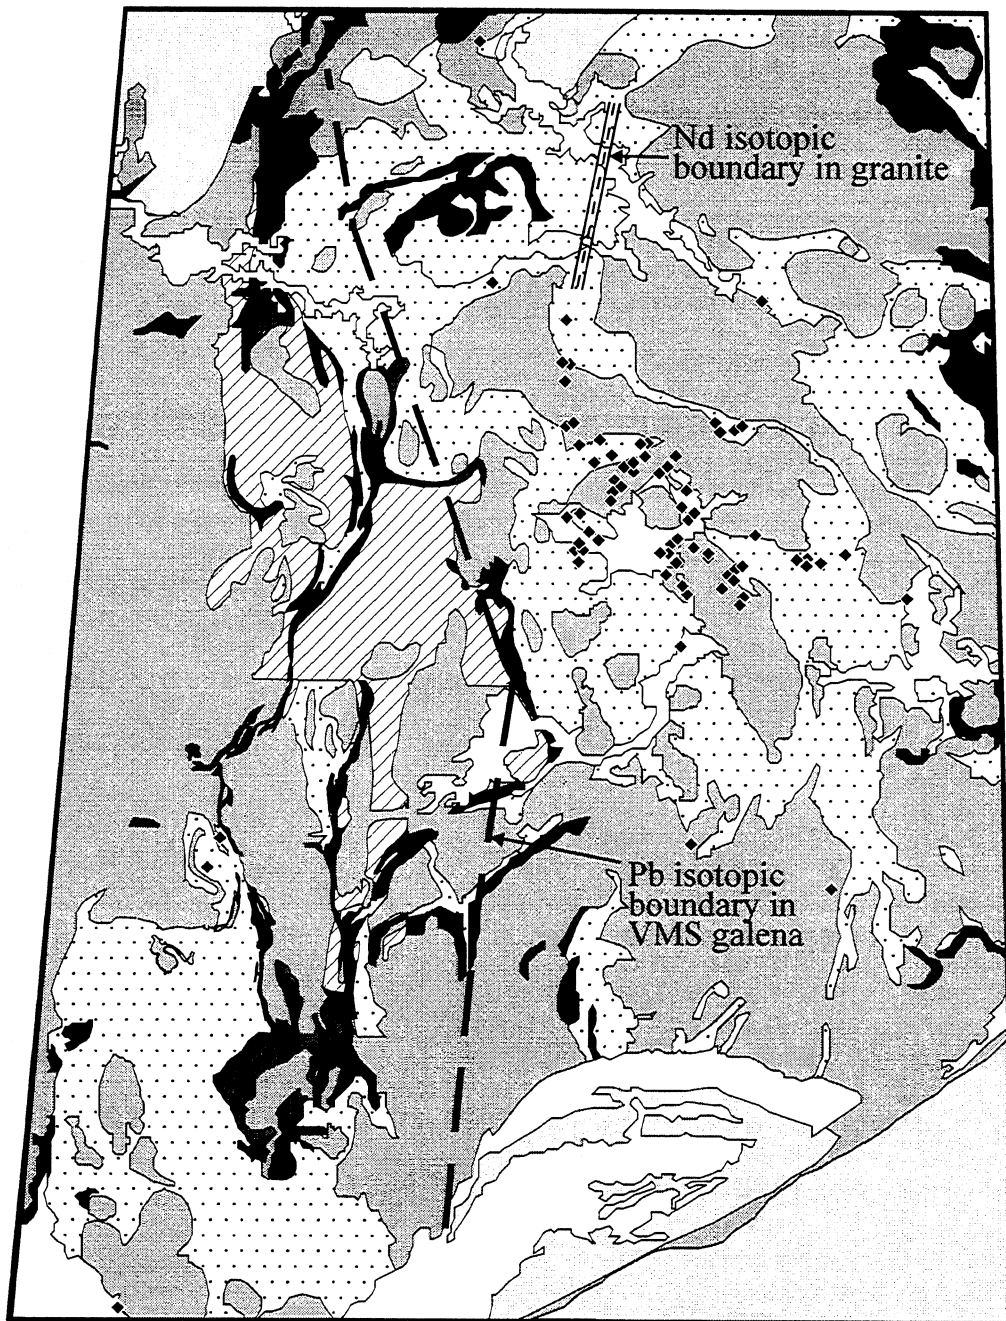 Nd isotopic
boundary in granite
Pb isotopic
boundary in
VMS galena